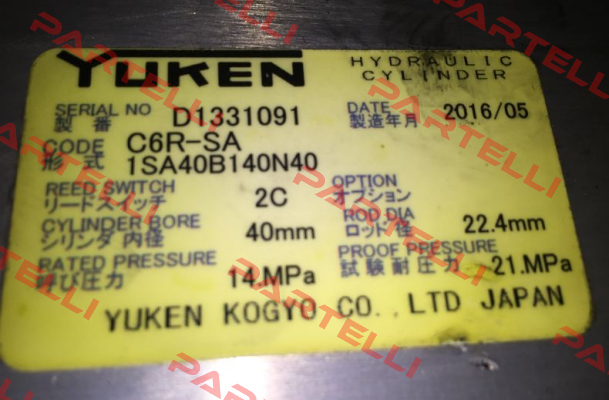 YUKEN HYDRAULIC CYLINDER
SERIAL NO 製番 D1331091 DATE 製造年月 2016/05
CODE 形式 C6R-SA
1SA40B140N40
REED SWITCH リードスイッチ 2C OPTION オプション
CYLINDER BORE シリンダ内径 40mm ROD DIA ロッド径 22.4mm
RATED PRESSURE 呼び圧力 14.MPa PROOF PRESSURE 試験耐圧力 21.MPa
YUKEN KOGYO CO.,LTD JAPAN
PARTELLI